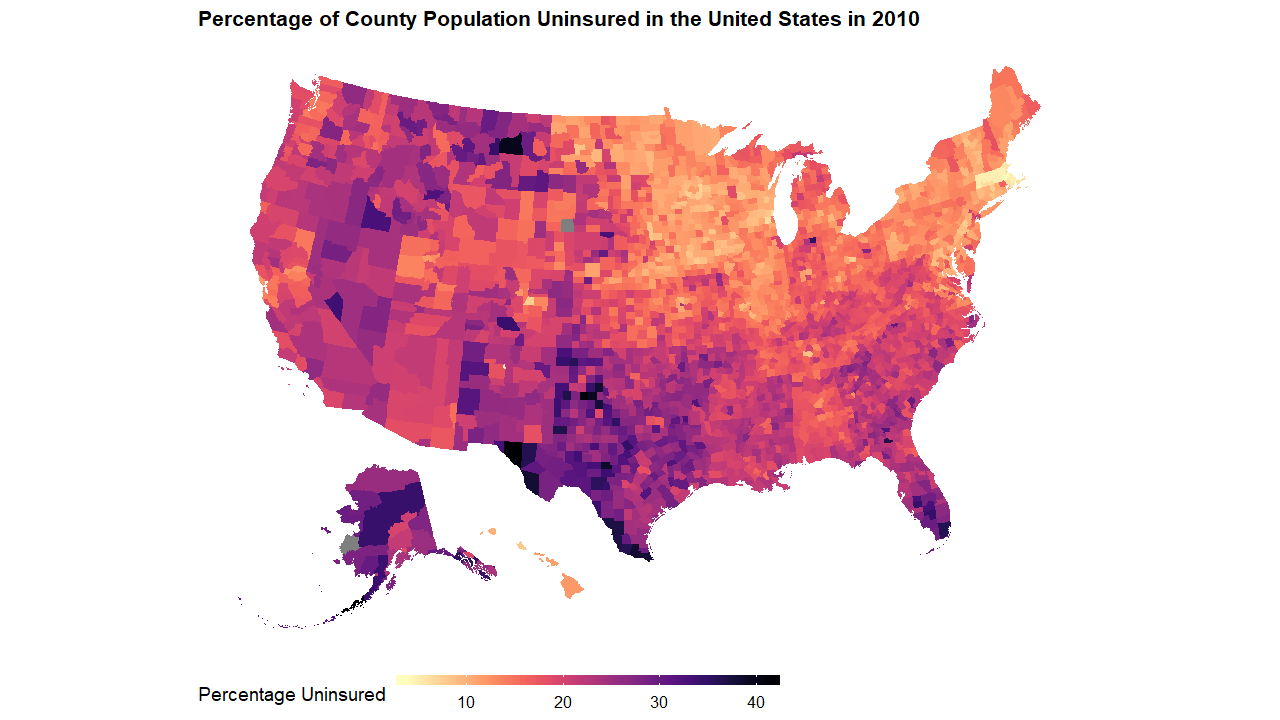 Percentage of County Population Uninsured in the United States in 2010
Percentage Uninsured
10 20 30 40